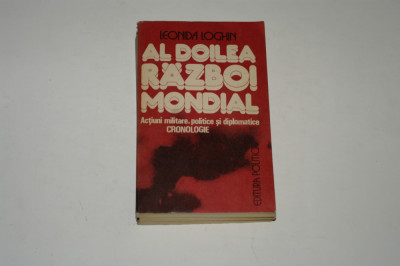 LEONIDA LOGHIN
AL DOILEA
RĂZBOI
MONDIAL
Acțiuni militare, politice și diplomatice
CRONOLOGIE
EDITURA POLITICĂ